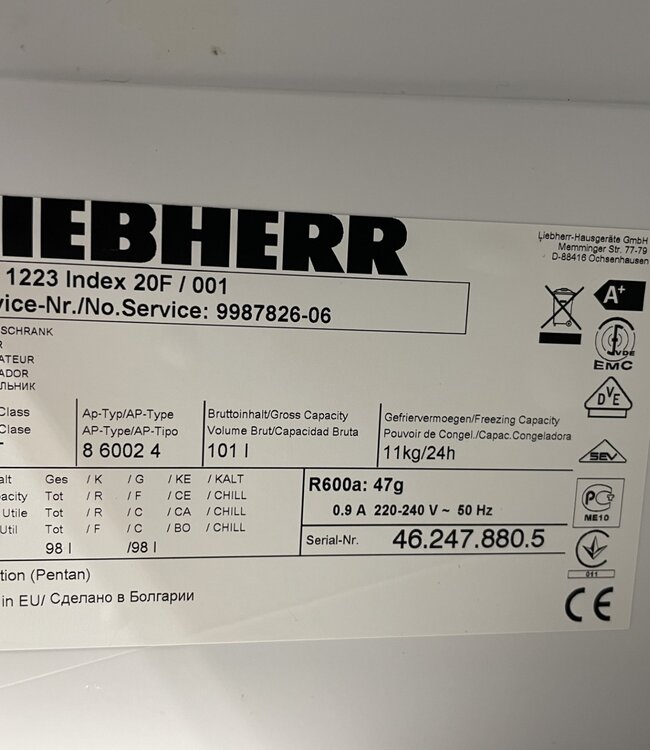 IEBHERR
Liebherr-Hausgeräte GmbH
Memminger Str. 77-79
D-88416 Ochsenhausen
1223 Index 20F / 001
vice-Nr./No.Service: 9987826-06
A+
SCHRANK
R
ATEUR
ADOR
ЛЬНИК
VDE
EMC
Class
Clase
T
Ap-Typ/AP-Type
AP-Type/AP-Tipo
8 6002 4
Bruttoinhalt/Gross Capacity
Volume Brut/Capacidad Bruta
101 l
Gefriervermoegen/Freezing Capacity
Pouvoir de Congel./Capac.Congeladora
11kg/24h
DVE
SEV
alt Ges / K / G / KE / KALT
acity Tot / R / F / CE / CHILL
Utile Tot / R / C / CA / CHILL
Util Tot / F / C / BO / CHILL
98 l /98 l
R600a: 47g
0.9 A 220-240 V ~ 50 Hz
Serial-Nr. 46.247.880.5
PC
ME10
011
tion (Pentan)
in EU/ Сделано в Болгарии
CE